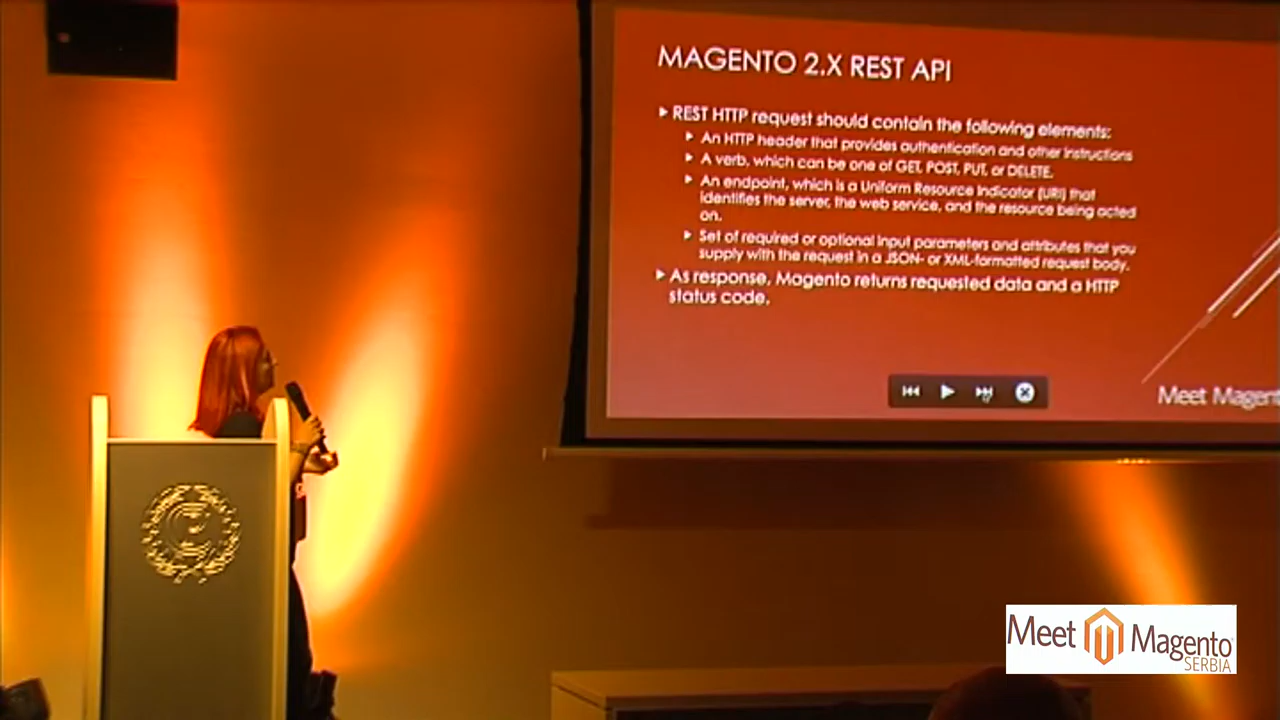 MAGENTO 2.X REST API
REST HTTP request should contain the following elements:
An HTTP header that provides authentication and other instructions
A verb, which can be one of GET, POST, PUT, or DELETE.
An endpoint, which is a Uniform Resource Indicator (URI) that
identifies the server, the web service, and the resource being acted
on.
Set of required or optional input parameters and attributes that you
supply with the request in a JSON- or XML-formatted request body.
As response, Magento returns requested data and a HTTP
status code.
Meet Magent
Meet Magento
SERBIA